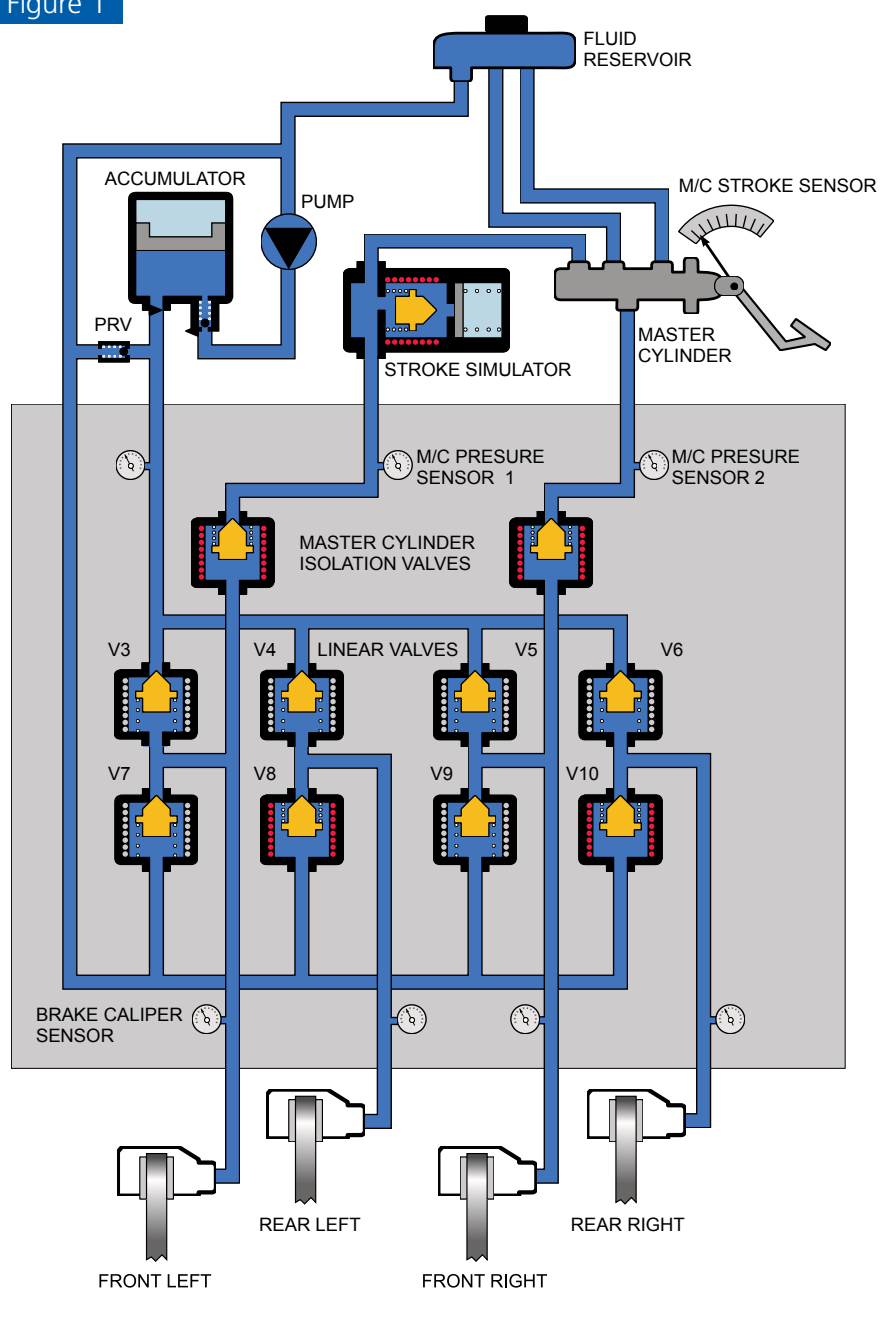 Figure 1
FLUID
RESERVOIR
ACCUMULATOR
M/C STROKE SENSOR
PUMP
PRV
MASTER
CYLINDER
STROKE SIMULATOR
M/C PRESURE
SENSOR 1
M/C PRESURE
SENSOR 2
MASTER CYLINDER
ISOLATION VALVES
V3
V4
LINEAR VALVES
V5
V6
V7
V8
V9
V10
BRAKE CALIPER
SENSOR
REAR LEFT
REAR RIGHT
FRONT LEFT
FRONT RIGHT